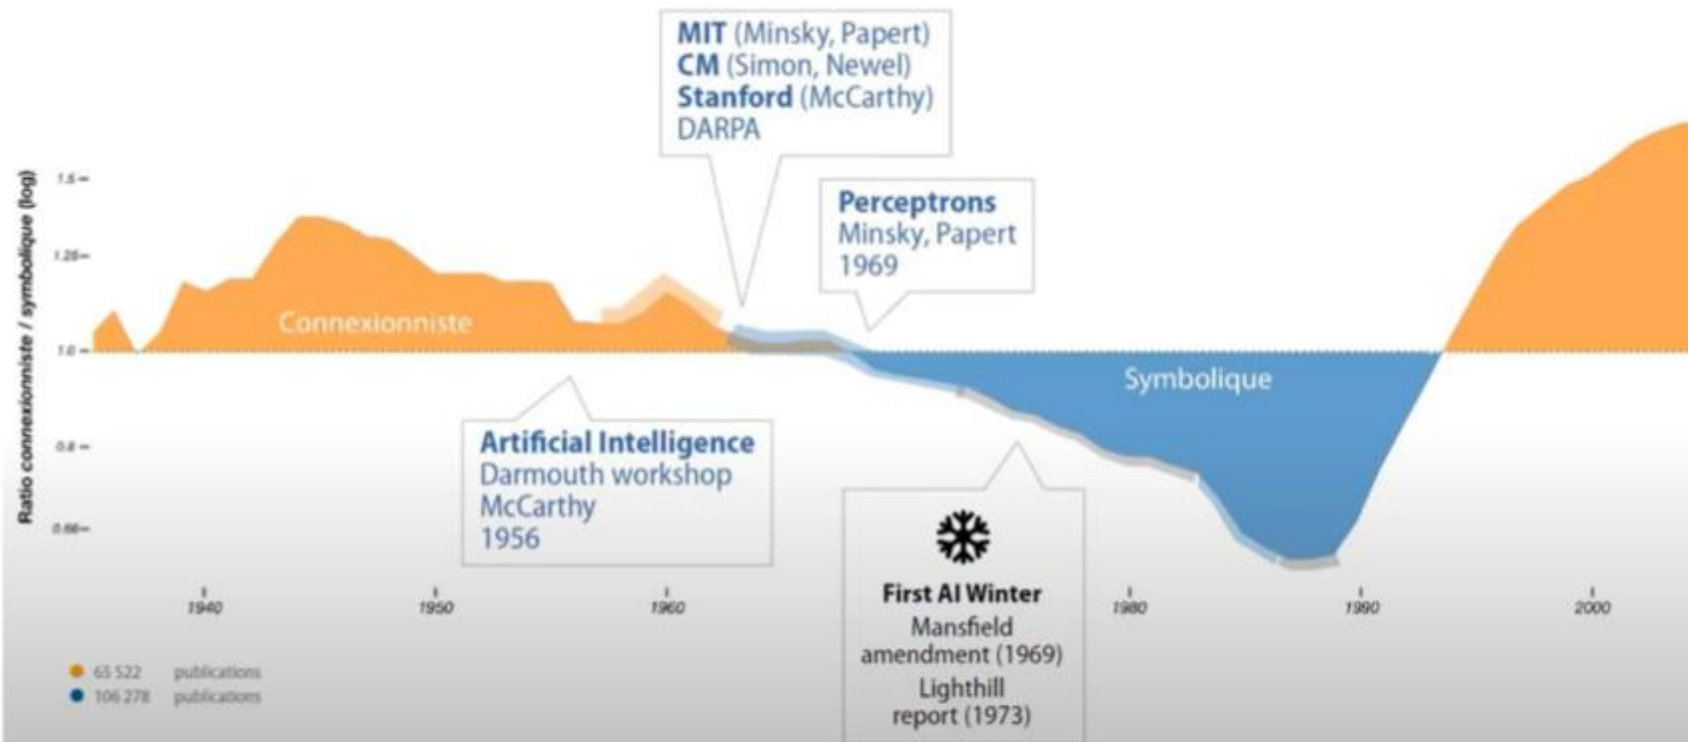 MIT (Minsky, Papert)
CM (Simon, Newel)
Stanford (McCarthy)
DARPA
Perceptrons
Minsky, Papert
1969
Ratio connexionniste / symbolique (log)
1.5
1.25
1.0
0.8
0.66
Connexionniste
Symbolique
Artificial Intelligence
Darmouth workshop
McCarthy
1956
First AI Winter
Mansfield
amendment (1969)
Lighthill
report (1973)
1940
1950
1960
1980
1990
2000
65 522 publications
106 278 publications